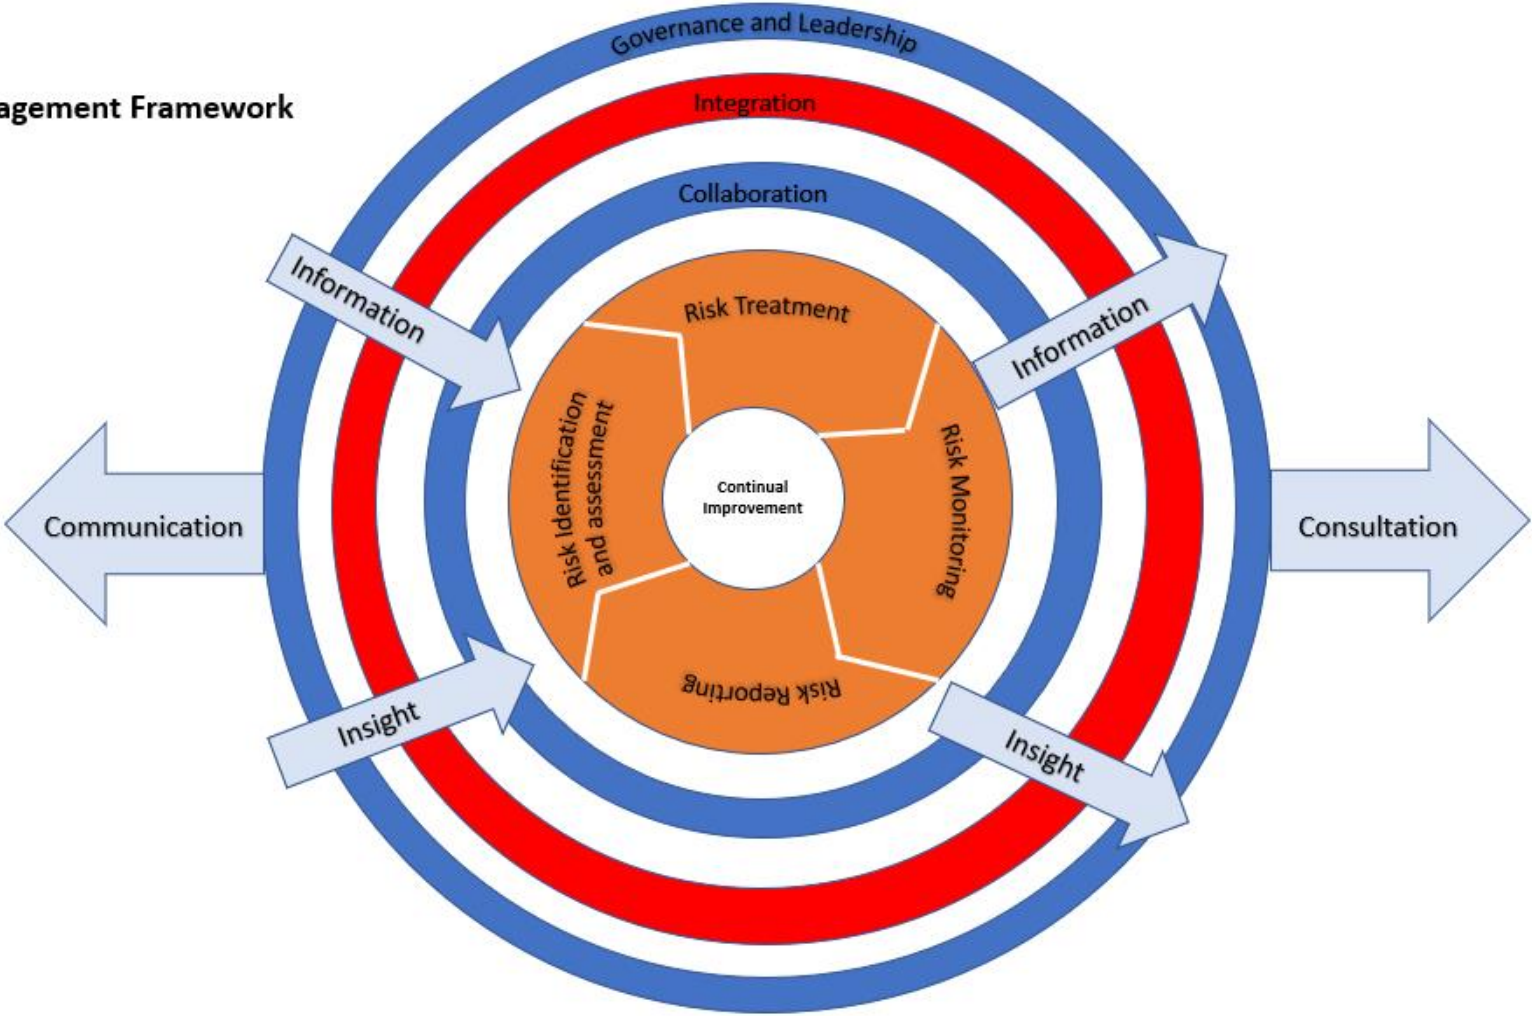 Governance and Leadership
agement Framework
Integration
Collaboration
Information
Information
Risk Treatment
Risk Identification
and assessment
Continual
Improvement
Risk Monitoring
Communication
Consultation
Risk Reporting
Insight
Insight